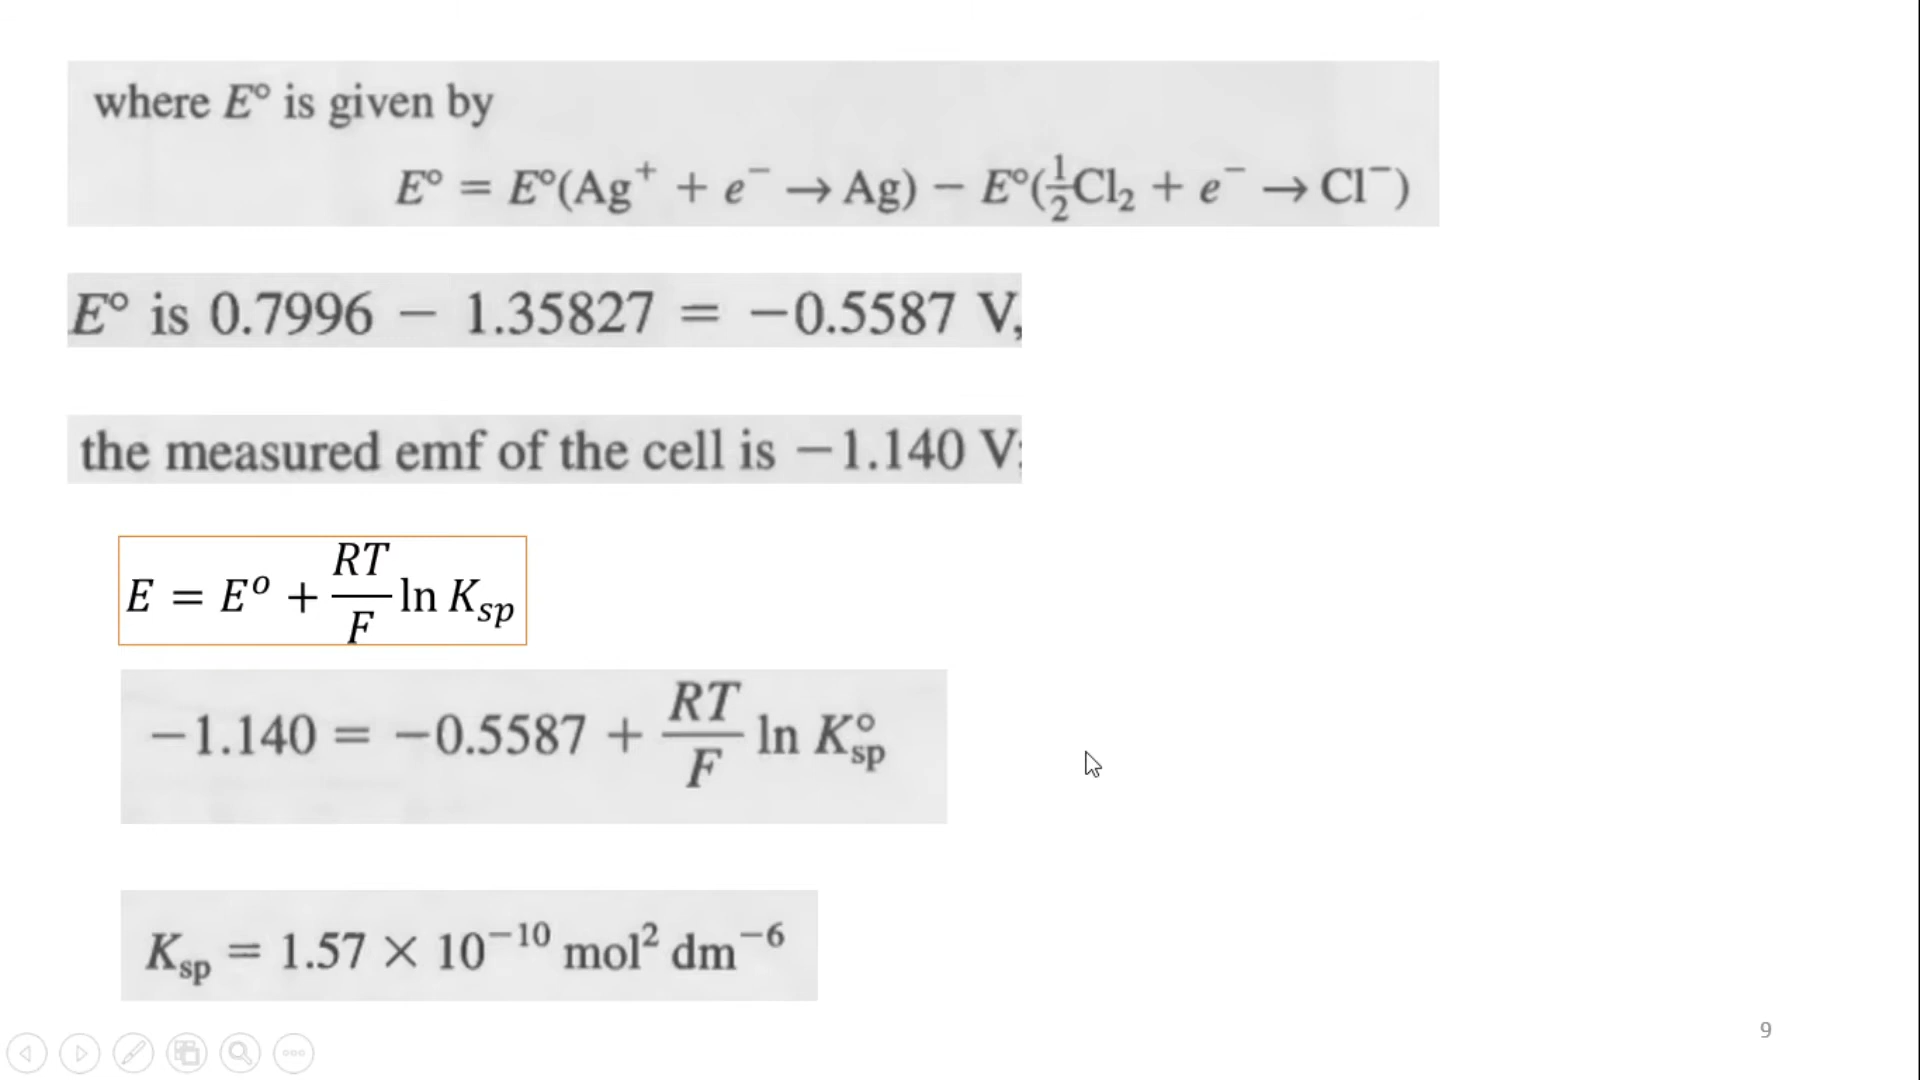 where E° is given by
E° = E°(Ag⁺ + e⁻ → Ag) − E°(½Cl₂ + e⁻ → Cl⁻)
E° is 0.7996 − 1.35827 = −0.5587 V,
the measured emf of the cell is −1.140 V:
E = Eᵒ + RT/F ln Kₛₚ
−1.140 = −0.5587 + RT/F ln K°ₛₚ
Kₛₚ = 1.57 × 10⁻¹⁰ mol² dm⁻⁶
9